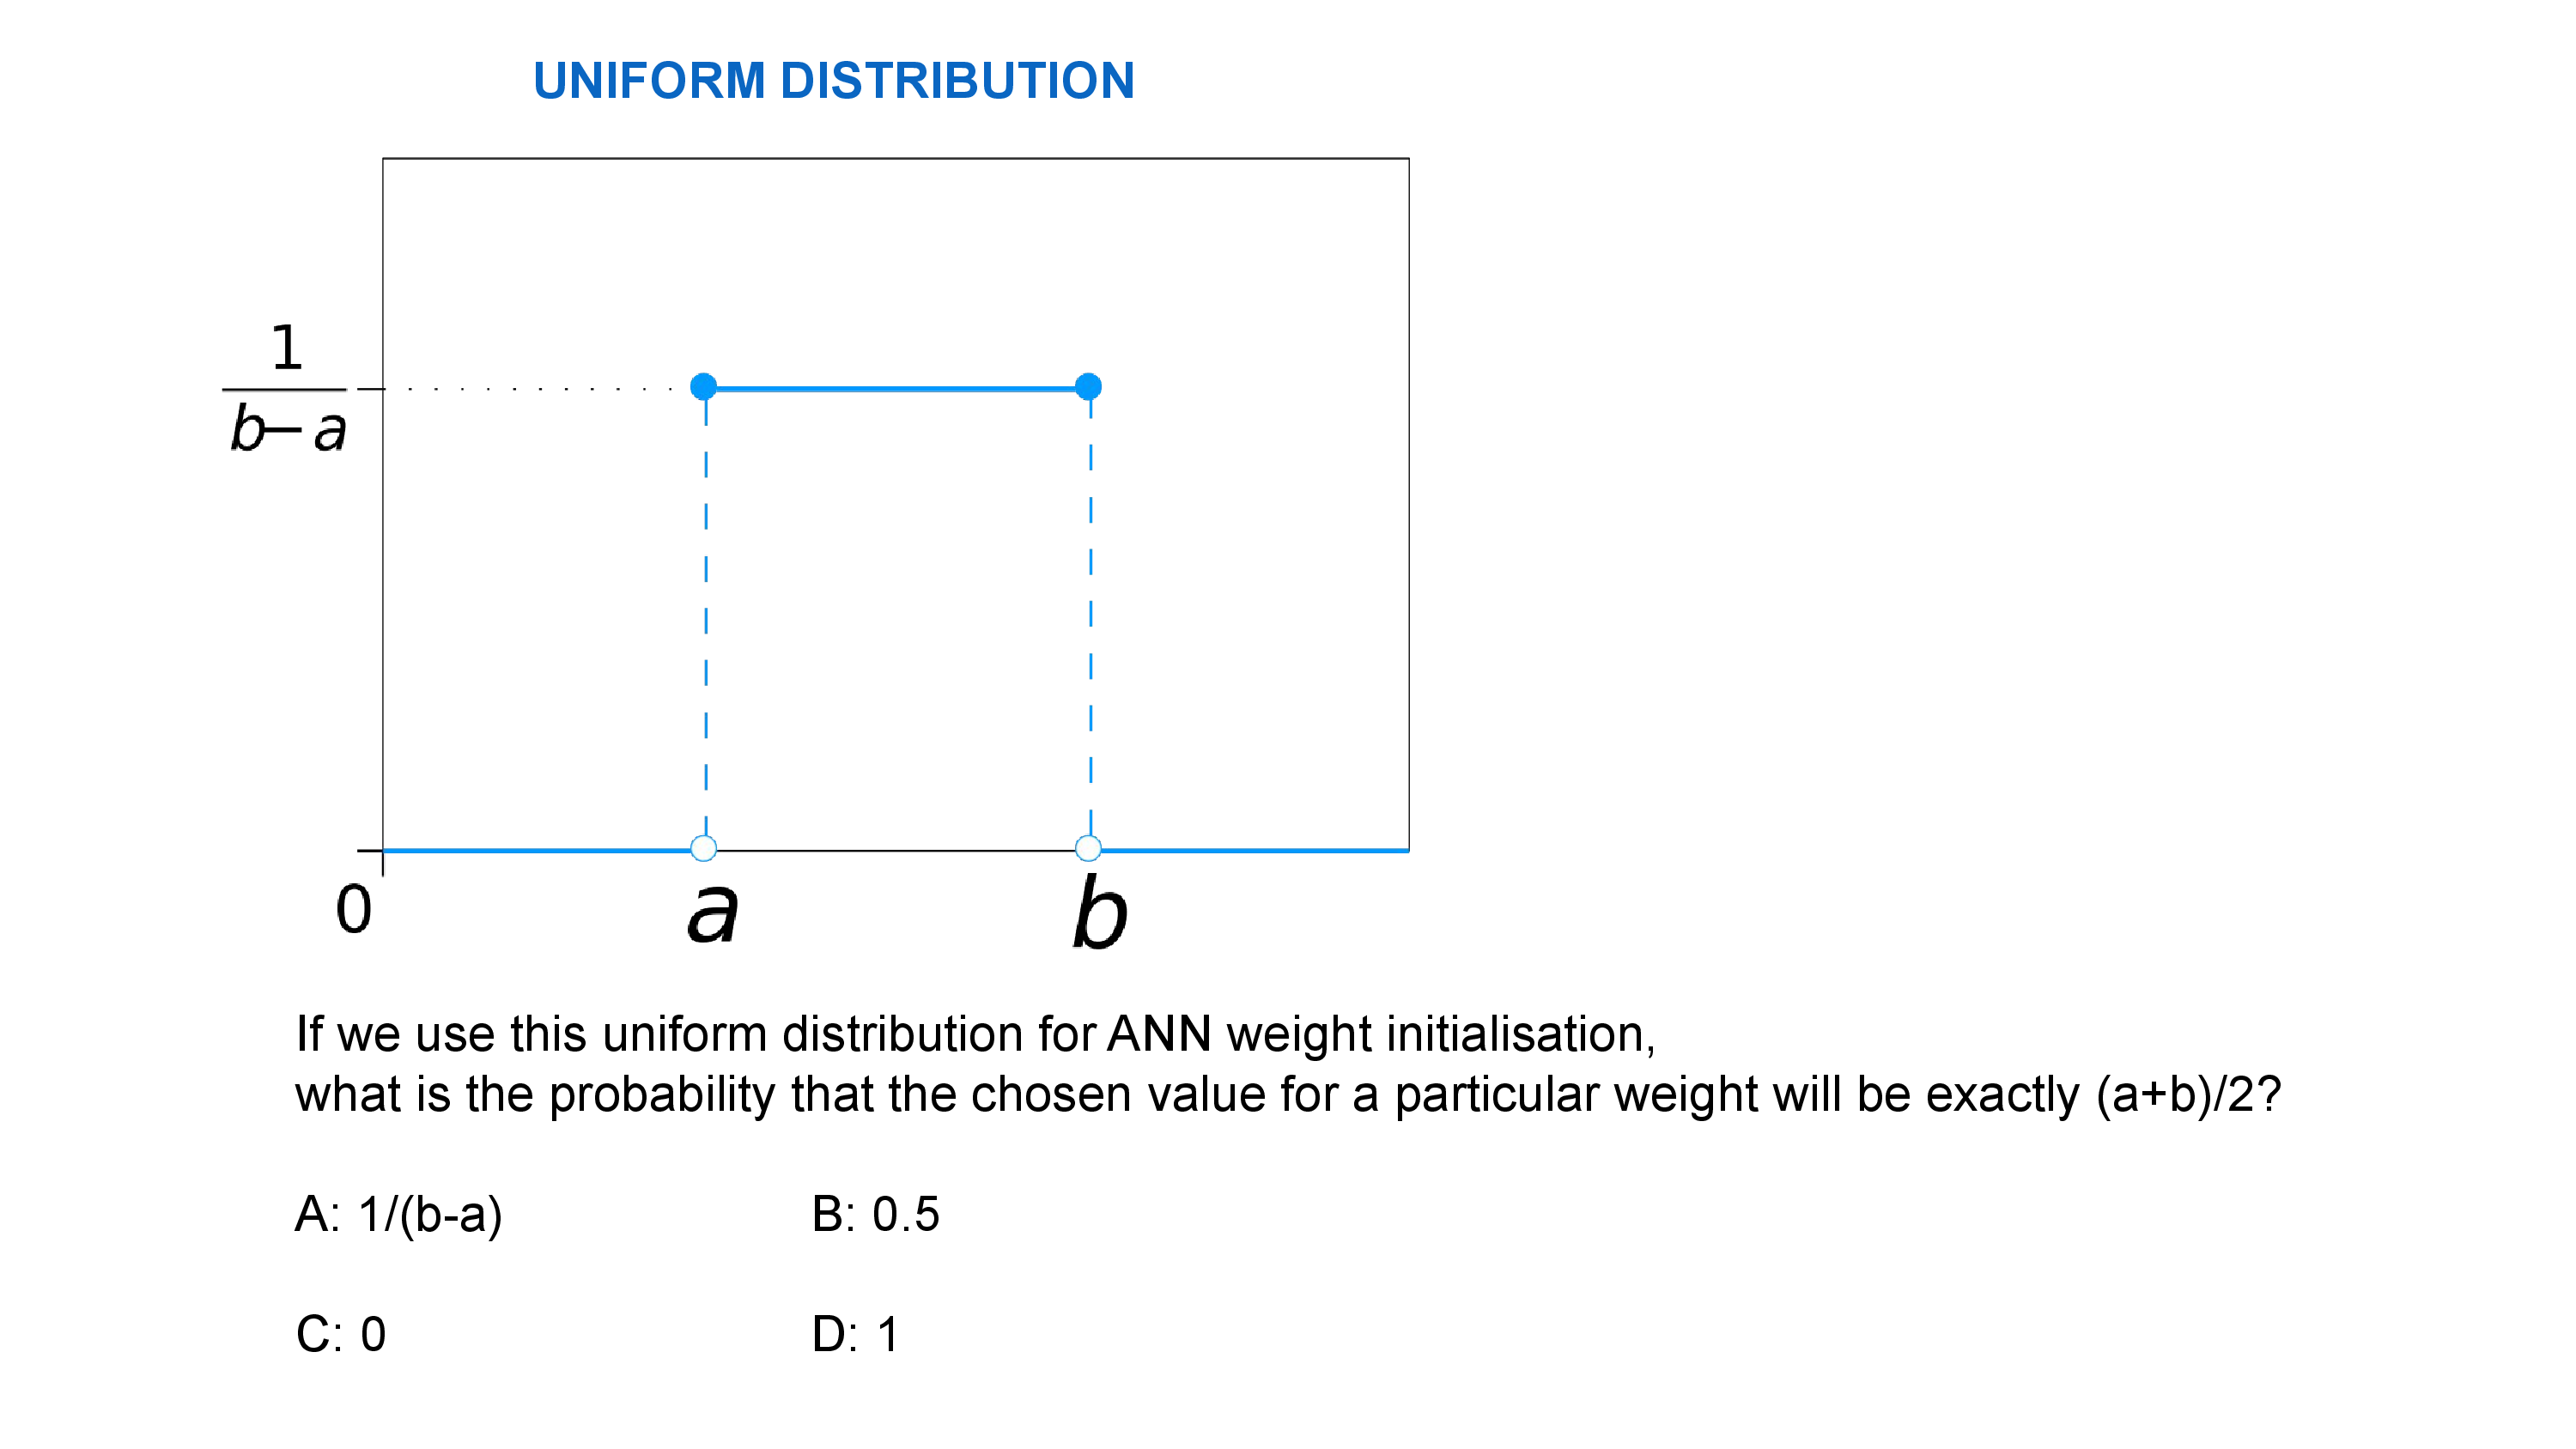 UNIFORM DISTRIBUTION
1
b−a
0
a
b
If we use this uniform distribution for ANN weight initialisation,
what is the probability that the chosen value for a particular weight will be exactly (a+b)/2?
A: 1/(b-a) B: 0.5
C: 0 D: 1